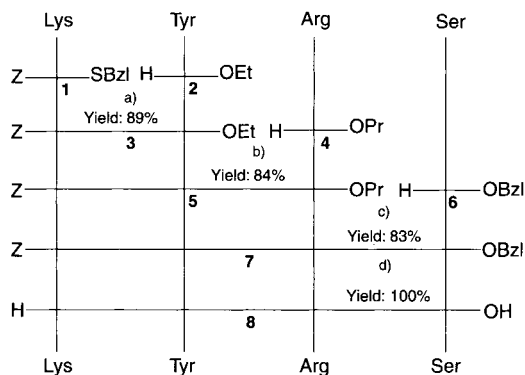 Lys Tyr Arg Ser
Z SBzl H OEt
1 a) 2
Yield: 89%
Z OEt H OPr
3 b) 4
Yield: 84%
Z OPr H OBzl
5 c) 6
Yield: 83%
Z OBzl
7 d)
Yield: 100%
H OH
8
Lys Tyr Arg Ser